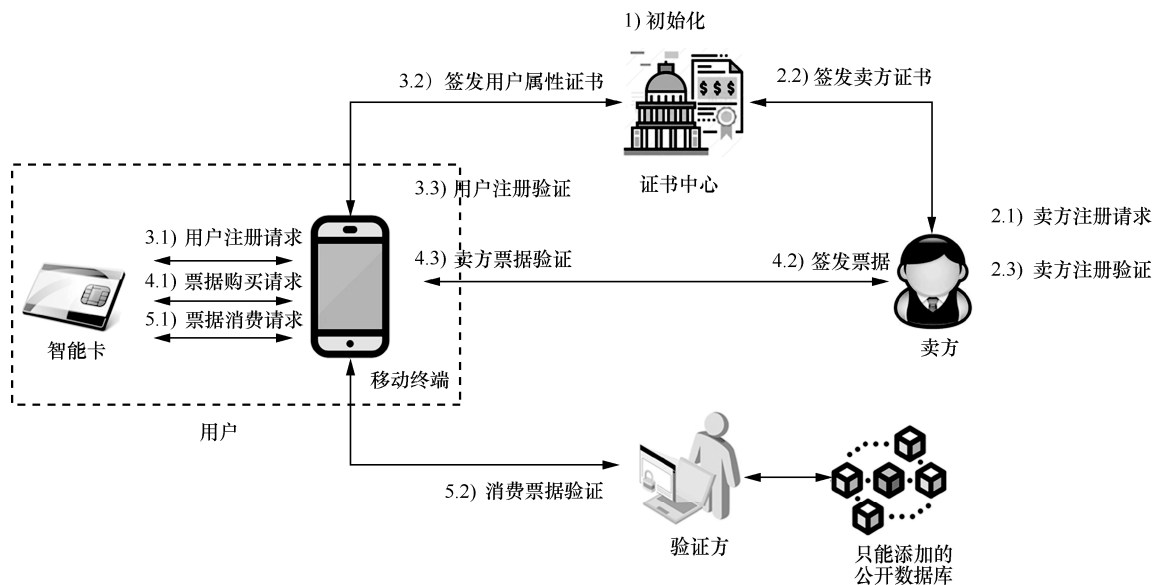 1) 初始化
3.2）签发用户属性证书
2.2) 签发卖方证书
$ $ $
证书中心
3.3) 用户注册验证
2.1) 卖方注册请求
3.1) 用户注册请求
4.3) 卖方票据验证
4.2) 签发票据
2.3) 卖方注册验证
4.1) 票据购买请求
5.1) 票据消费请求
智能卡
卖方
移动终端
用户
5.2) 消费票据验证
验证方
只能添加的
公开数据库